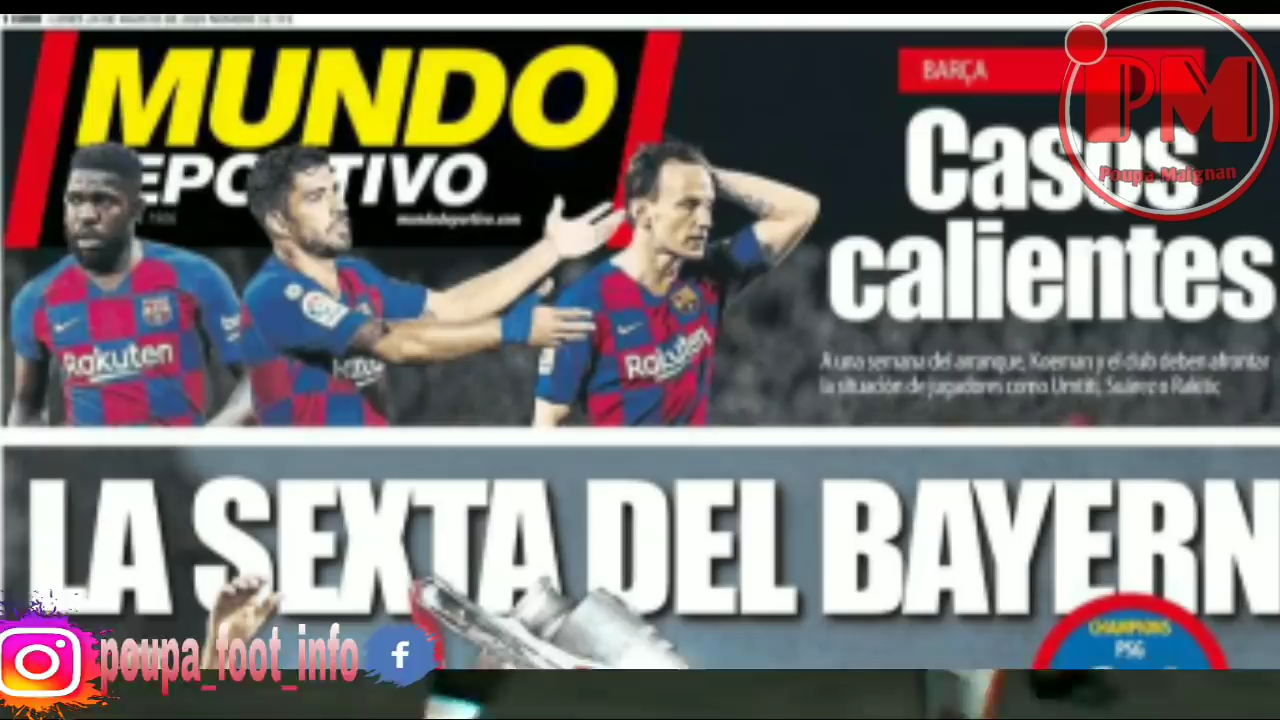 MUNDO
DEPORTIVO
mundodeportivo.com
BARÇA
Casos
calientes
A una semana del arranque, Koeman y el club deben afrontar
la situación de jugadores como Umtiti, Suárez o Rakitic
Rakuten
Rakuten
LA SEXTA DEL BAYERN
CHAMPIONS
PSG
PM
Poupa Maignan
poupa_foot_info
f